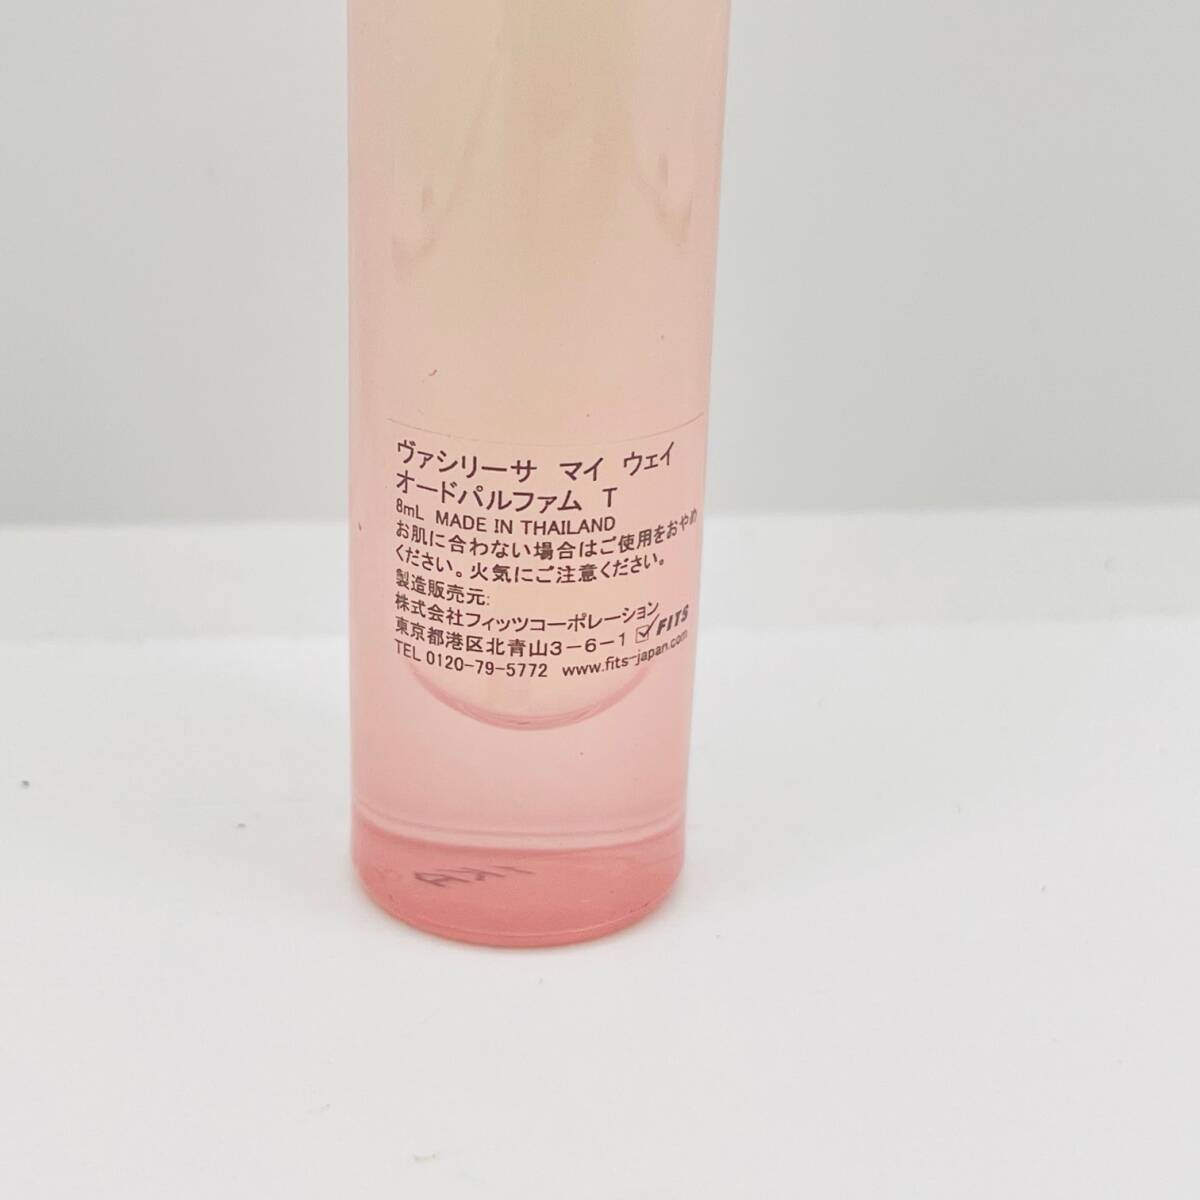 ヴァシリーサ マイ ウェイ
オードパルファム T
8mL MADE IN THAILAND
お肌に合わない場合はご使用をおやめ
ください。火気にご注意ください。
製造販売元:
株式会社フィッツコーポレーション
東京都港区北青山3-6-1 FITS
TEL 0120-79-5772 www.fits-japan.com